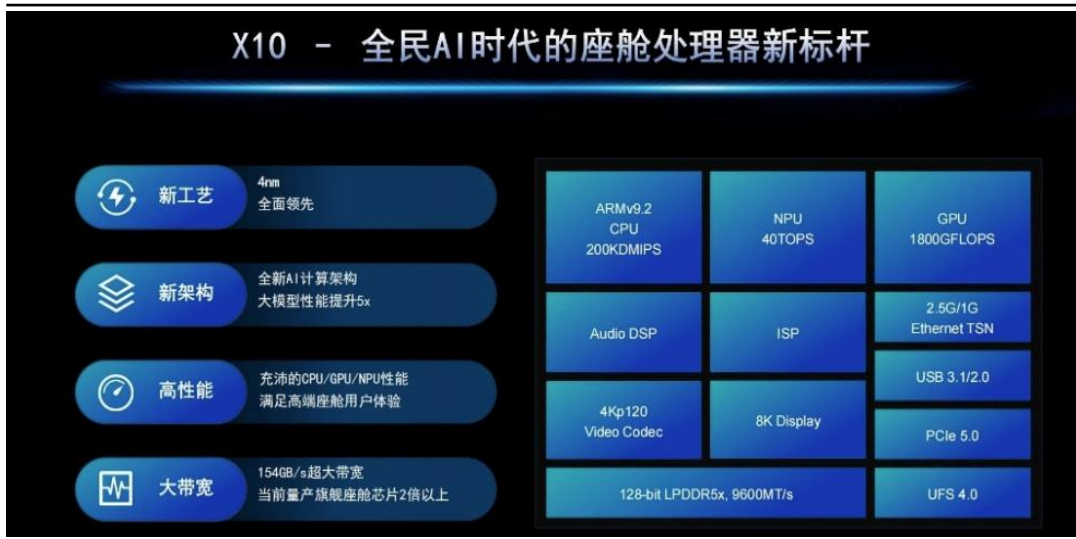 X10 - 全民AI时代的座舱处理器新标杆
新工艺
4nm
全面领先
新架构
全新AI计算架构
大模型性能提升5x
高性能
充沛的CPU/GPU/NPU性能
满足高端座舱用户体验
大带宽
154GB/s超大带宽
当前量产旗舰座舱芯片2倍以上
ARMv9.2
CPU
200KDMIPS
NPU
40TOPS
GPU
1800GFLOPS
Audio DSP
ISP
2.5G/1G
Ethernet TSN
USB 3.1/2.0
4Kp120
Video Codec
8K Display
PCIe 5.0
128-bit LPDDR5x, 9600MT/s
UFS 4.0